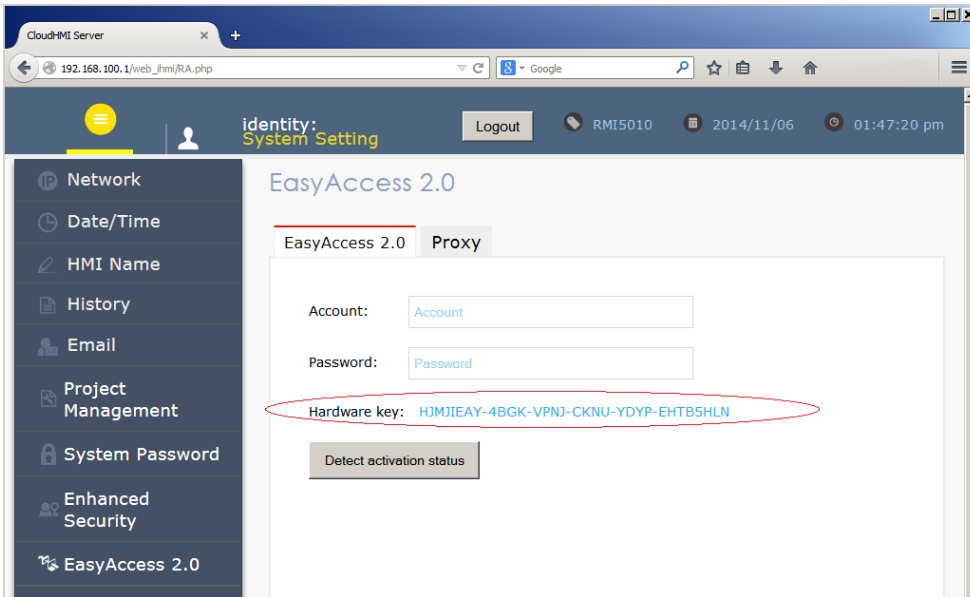 CloudHMI Server
192.168.100.1/web_ihmi/RA.php
8 Google
identity:
System Setting
Logout
RMI5010
2014/11/06
01:47:20 pm
IP Network
Date/Time
HMI Name
History
Email
Project
Management
System Password
Enhanced
Security
EasyAccess 2.0
EasyAccess 2.0
EasyAccess 2.0
Proxy
Account:
Account
Password:
Password
Hardware key: HJMJIEAY-4BGK-VPNJ-CKNU-YDYP-EHTB5HLN
Detect activation status